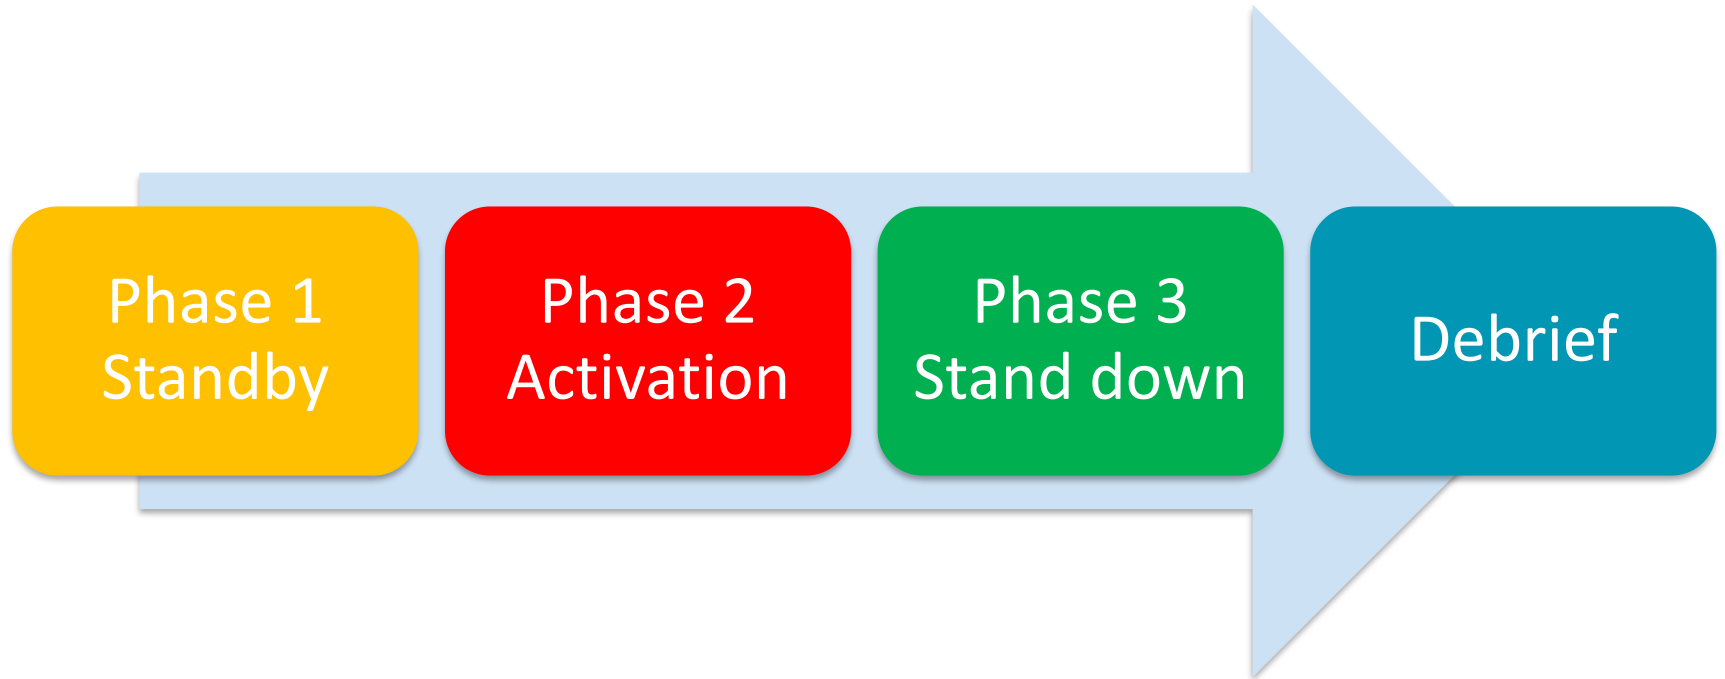 Phase 1
Standby
Phase 2
Activation
Phase 3
Stand down
Debrief